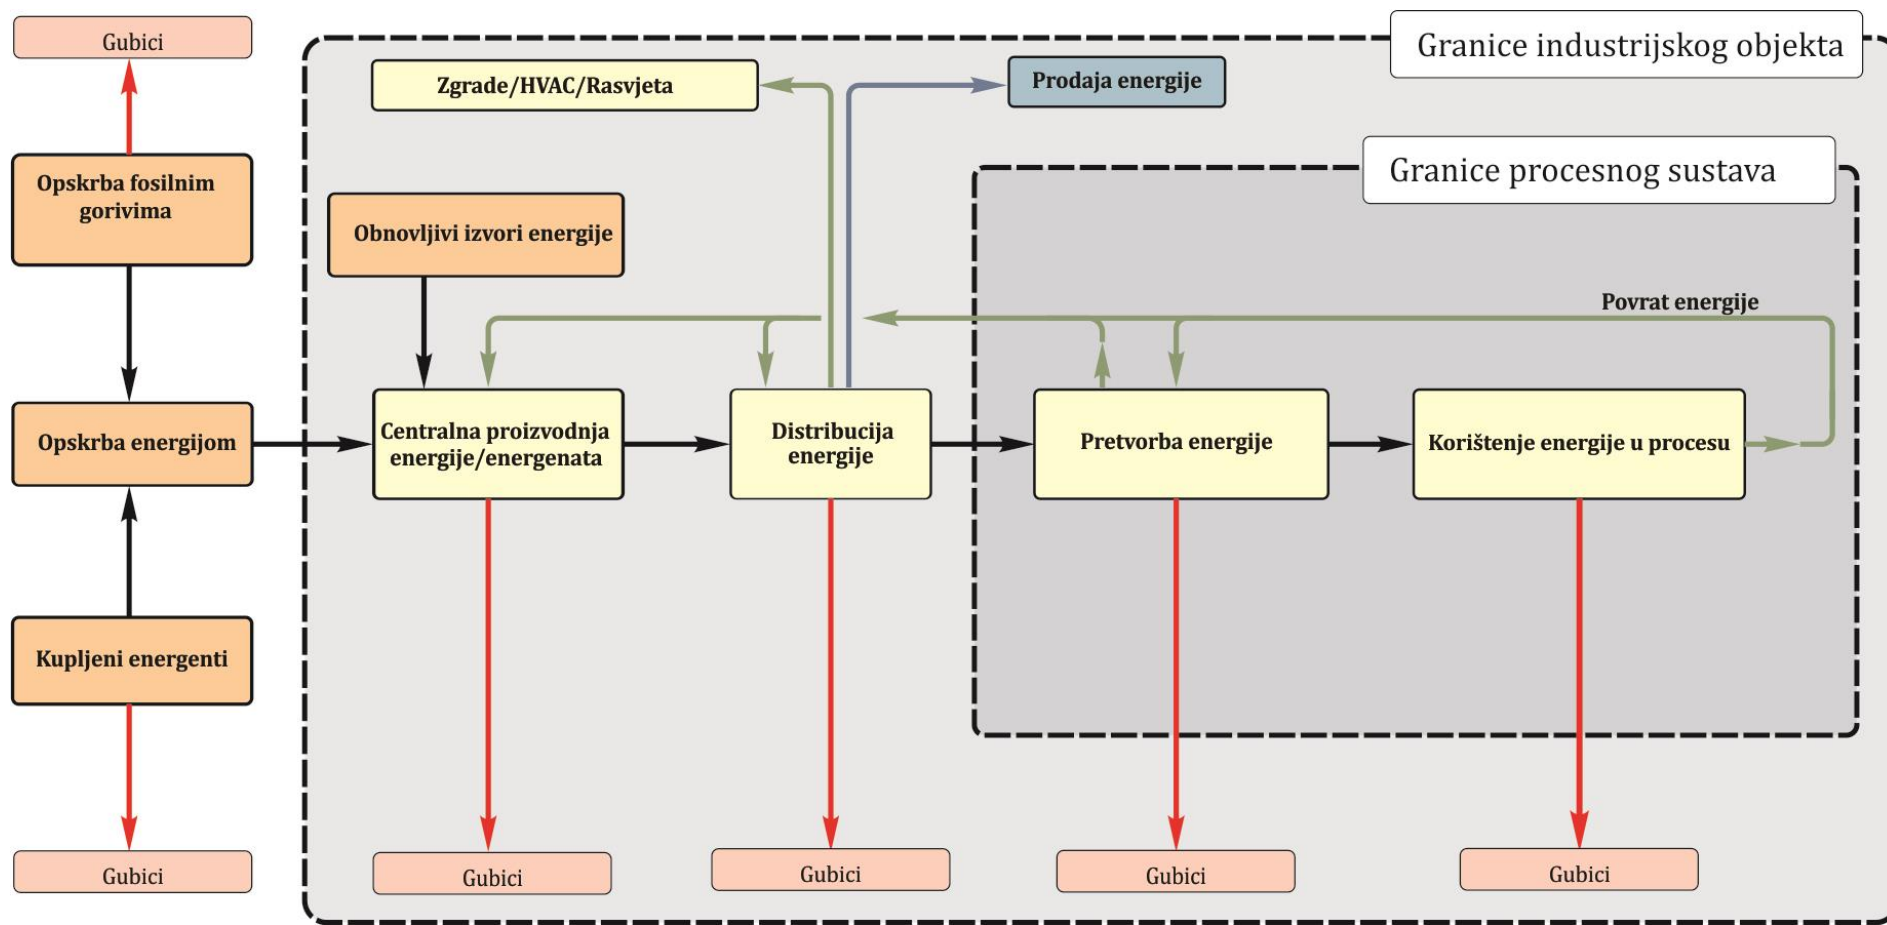 Gubici
Granice industrijskog objekta
Zgrade/HVAC/Rasvjeta
Prodaja energije
Granice procesnog sustava
Opskrba fosilnim
gorivima
Obnovljivi izvori energije
Povrat energije
Opskrba energijom
Centralna proizvodnja
energije/energenata
Distribucija
energije
Pretvorba energije
Korištenje energije u procesu
Kupljeni energenti
Gubici
Gubici
Gubici
Gubici
Gubici